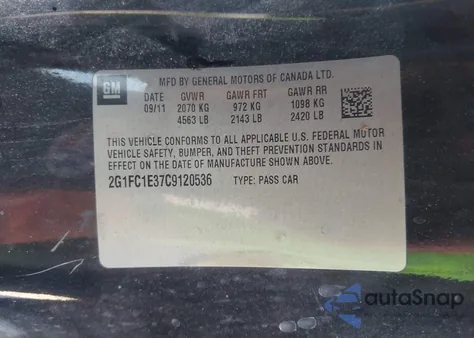 GM
MFD BY GENERAL MOTORS OF CANADA LTD.
DATE GVWR GAWR FRT GAWR RR
09/11 2070 KG 972 KG 1098 KG
4563 LB 2143 LB 2420 LB
THIS VEHICLE CONFORMS TO ALL APPLICABLE U.S. FEDERAL MOTOR
VEHICLE SAFETY, BUMPER, AND THEFT PREVENTION STANDARDS IN
EFFECT ON THE DATE OF MANUFACTURE SHOWN ABOVE.
2G1FC1E37C9120536 TYPE: PASS CAR
autoSnap